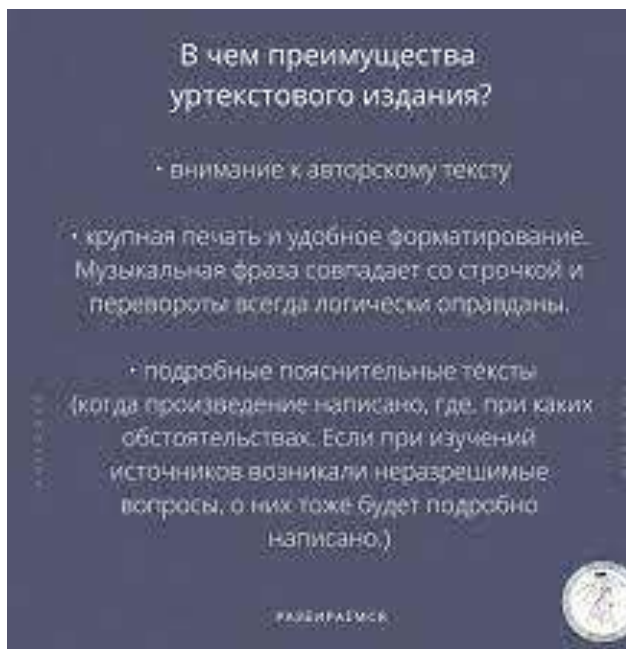 В чем преимущества
уртекстового издания?
• внимание к авторскому тексту
• крупная печать и удобное форматирование.
Музыкальная фраза совпадает со строчкой и
перевороты всегда логически оправданы.
• подробные пояснительные тексты
(когда произведение написано, где, при каких
обстоятельствах. Если при изучений
источников возникали неразрешимые
вопросы, о них тоже будет подробно
написано.)
РАЗБИРАЕМСЯ